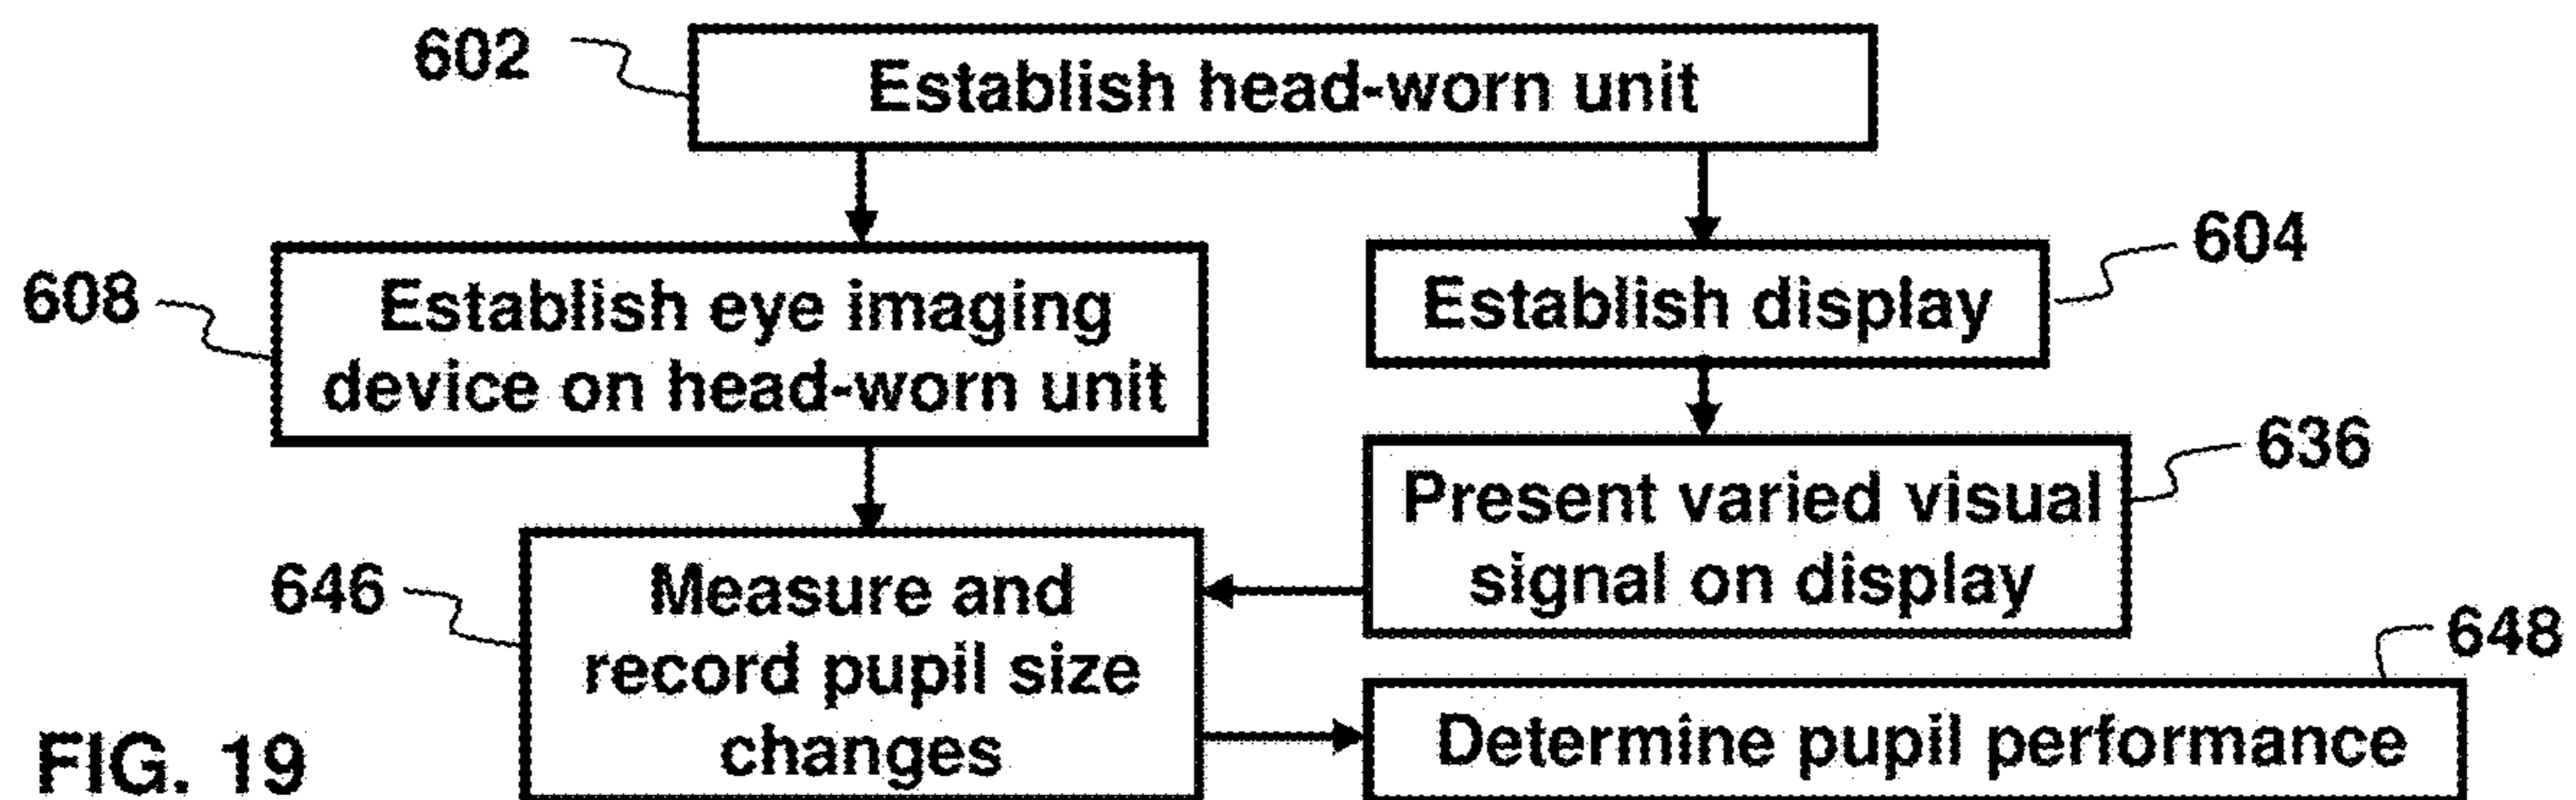 602
Establish head-worn unit
604
608
Establish eye imaging
device on head-worn unit
Establish display
636
Present varied visual
signal on display
646
Measure and
record pupil size
changes
648
Determine pupil performance
FIG. 19